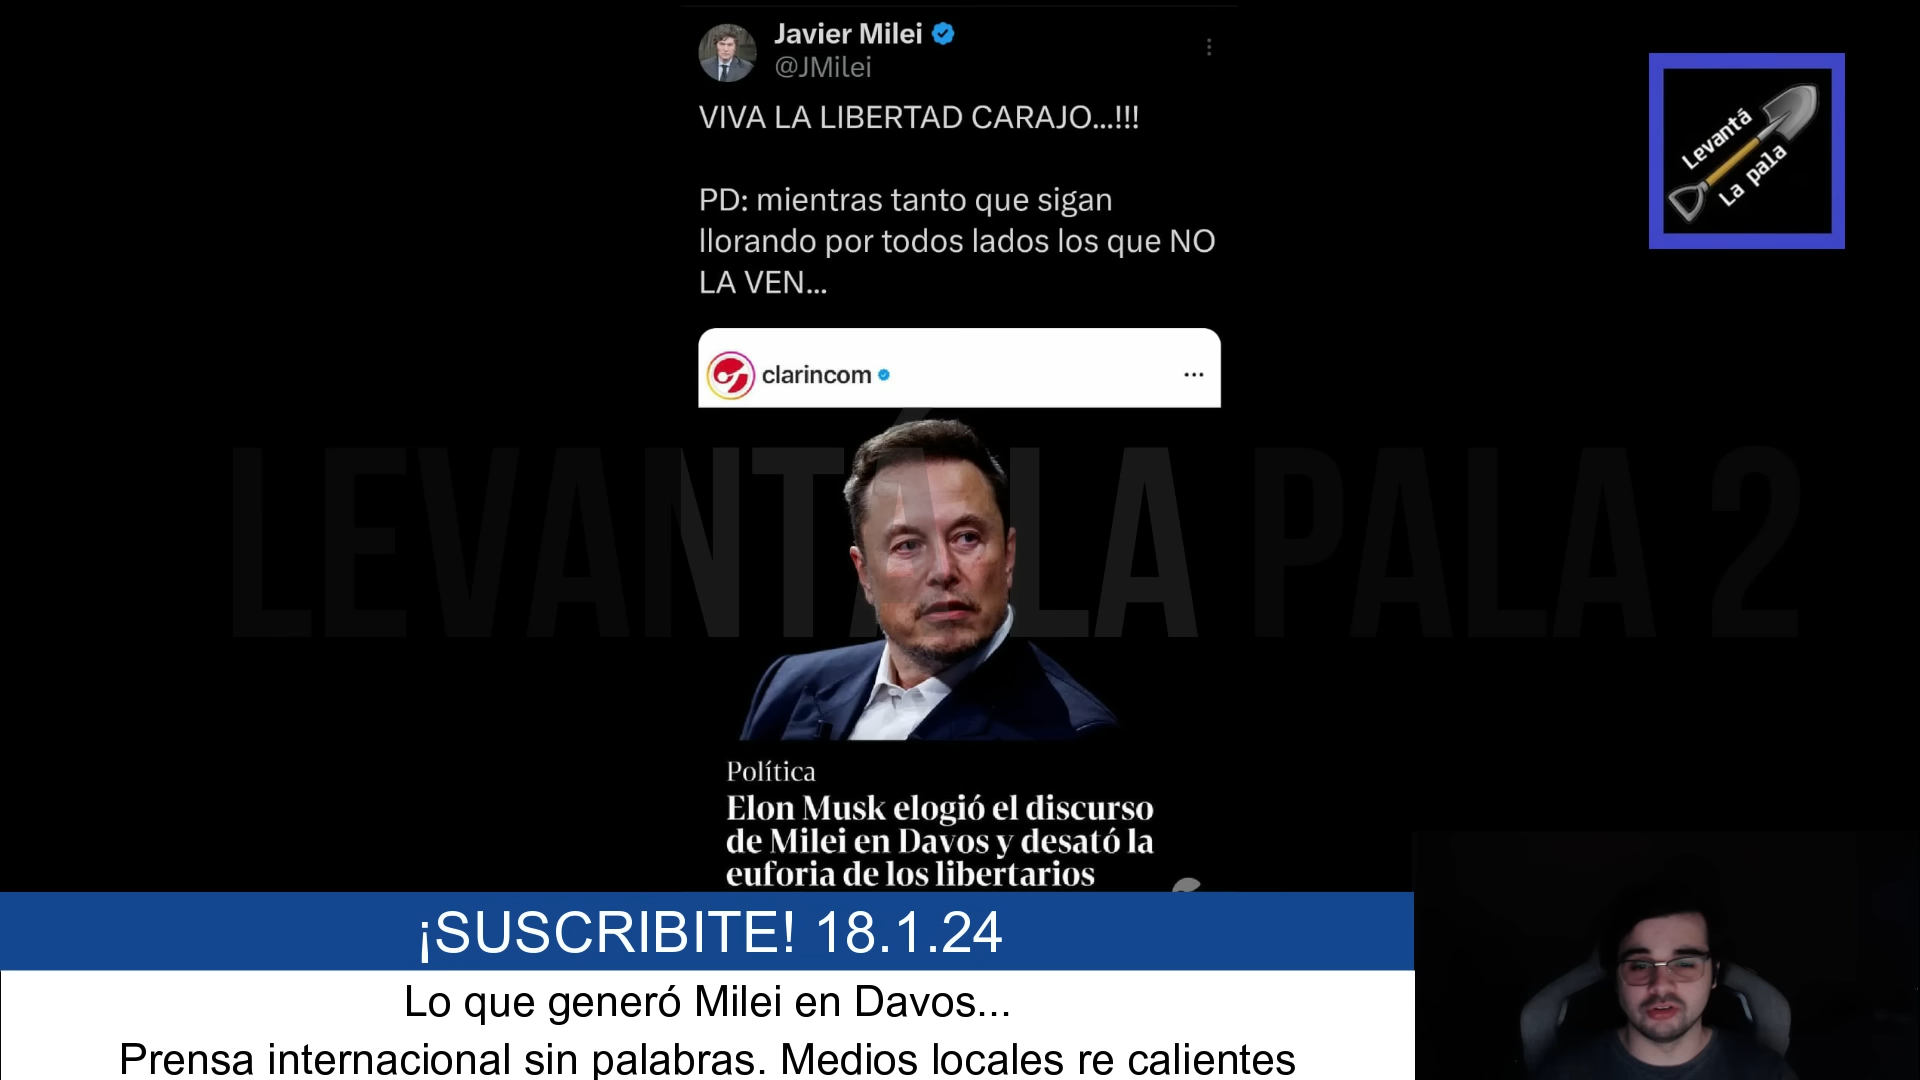 Javier Milei
@JMilei
VIVA LA LIBERTAD CARAJO...!!!
PD: mientras tanto que sigan
llorando por todos lados los que NO
LA VEN...
clarincom
Levantá
La pala
LEVANTÁ LA PALA 2
Política
Elon Musk elogió el discurso
de Milei en Davos y desató la
euforia de los libertarios
¡SUSCRIBITE! 18.1.24
Lo que generó Milei en Davos...
Prensa internacional sin palabras. Medios locales re calientes